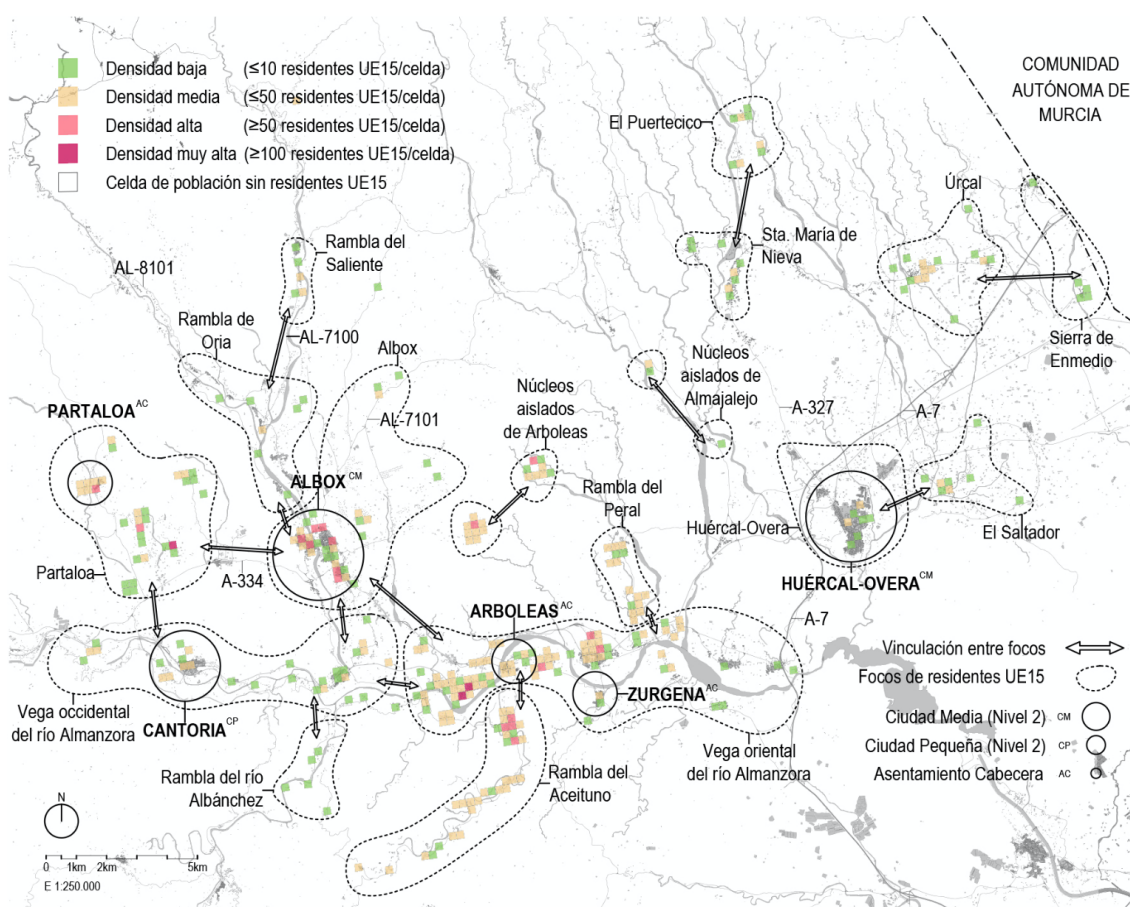 Densidad baja (≤10 residentes UE15/celda)
Densidad media (≤50 residentes UE15/celda)
Densidad alta (≥50 residentes UE15/celda)
Densidad muy alta (≥100 residentes UE15/celda)
Celda de población sin residentes UE15
COMUNIDAD
AUTÓNOMA DE
MURCIA
El Puertecico
Úrcal
Sta. María de
Nieva
Rambla del
Saliente
AL-8101
Rambla de
Oria
AL-7100
Albox
Sierra de
Enmedio
Núcleos
aislados de
Almajalejo
Núcleos
aislados
de Arboleas
A-327
A-7
PARTALOA AC
AL-7101
ALBOX CM
Rambla
del Peral
Huércal-Overa
El Saltador
Partaloa
A-334
HUÉRCAL-OVERA CM
ARBOLEAS AC
A-7
Vinculación entre focos
Focos de residentes UE15
Ciudad Media (Nivel 2) CM
Ciudad Pequeña (Nivel 2) CP
Asentamiento Cabecera AC
ZURGENA AC
Vega occidental
del río Almanzora
CANTORIA CP
Vega oriental
del río Almanzora
Rambla del río
Albánchez
Rambla del
Aceituno
N
0 1km 2km 5km
E 1:250.000